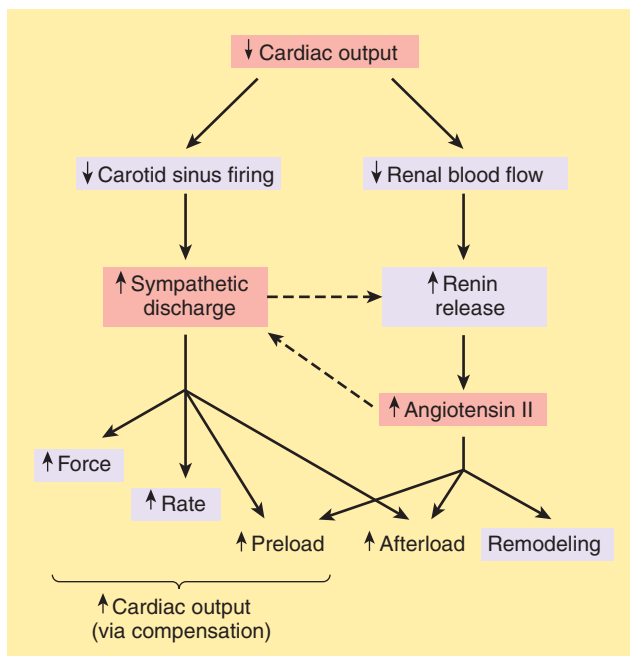 ↓ Cardiac output
↓ Carotid sinus firing
↓ Renal blood flow
↑ Sympathetic
discharge
↑ Renin
release
↑ Angiotensin II
↑ Force
↑ Rate
↑ Preload
↑ Afterload
Remodeling
↑ Cardiac output
(via compensation)